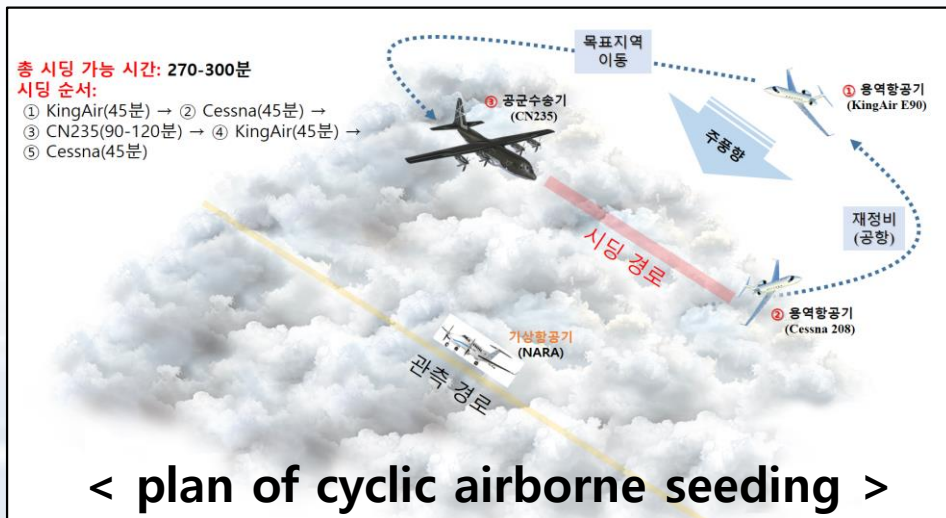 총 시딩 가능 시간: 270-300분
시딩 순서:
① KingAir(45분) → ② Cessna(45분) →
③ CN235(90-120분) → ④ KingAir(45분) →
⑤ Cessna(45분)
③ 공군수송기
(CN235)
목표지역
이동
① 용역항공기
(KingAir E90)
주풍향
재정비
(공항)
시딩 경로
② 용역항공기
(Cessna 208)
기상항공기
(NARA)
관측 경로
< plan of cyclic airborne seeding >